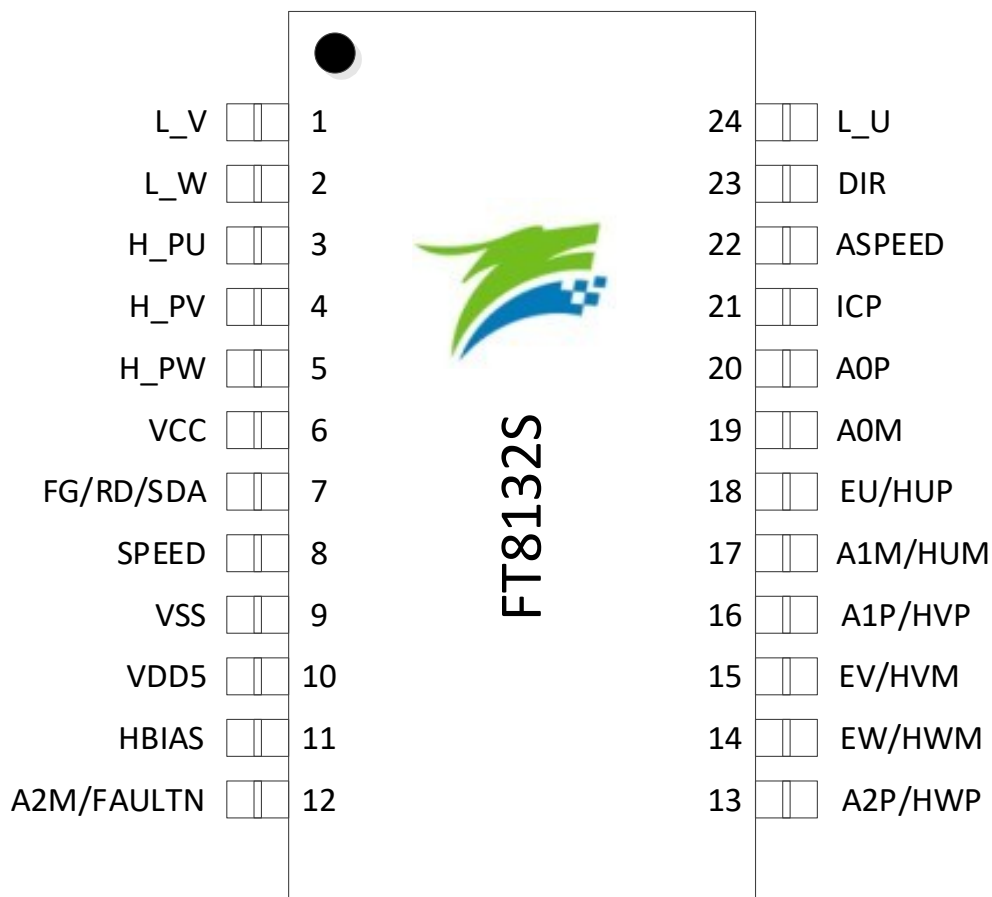 L_V 1 24 L_U
L_W 2 23 DIR
H_PU 3 22 ASPEED
H_PV 4 21 ICP
H_PW 5 20 A0P
VCC 6 19 A0M
FG/RD/SDA 7 18 EU/HUP
SPEED 8 17 A1M/HUM
VSS 9 16 A1P/HVP
VDD5 10 15 EV/HVM
HBIAS 11 14 EW/HWM
A2M/FAULTN 12 13 A2P/HWP
FT8132S